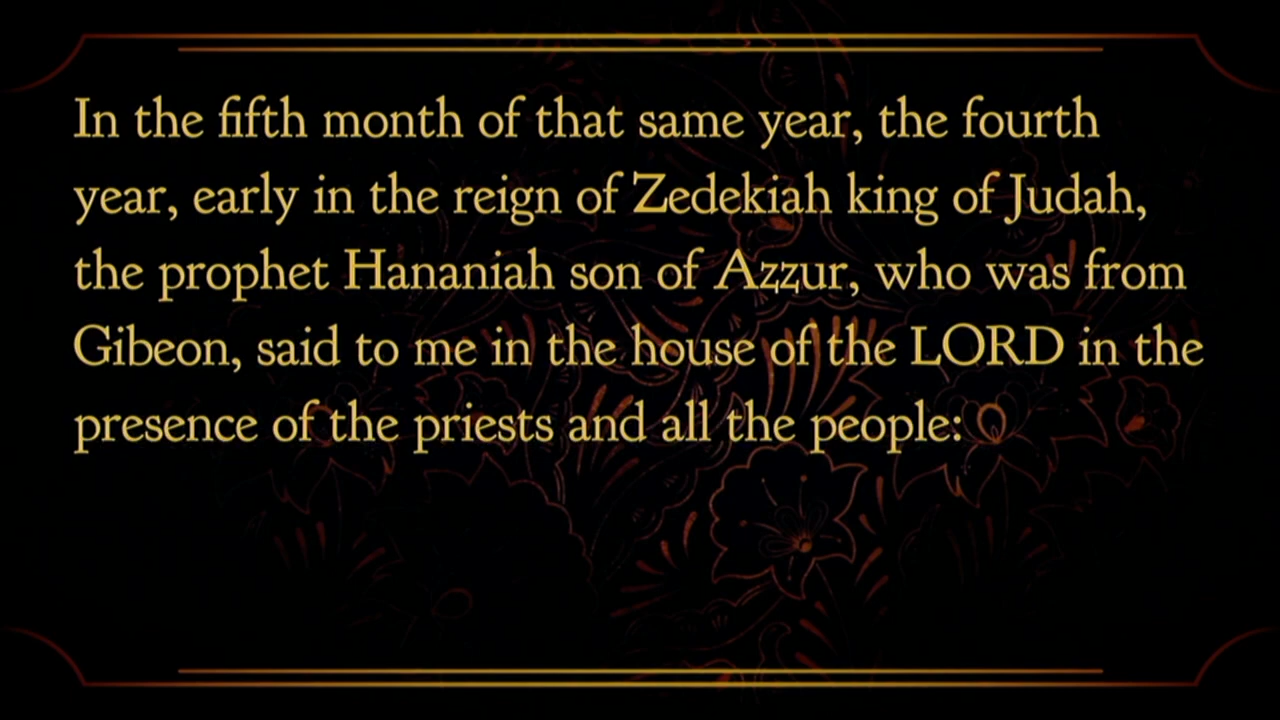 In the fifth month of that same year, the fourth
year, early in the reign of Zedekiah king of Judah,
the prophet Hananiah son of Azzur, who was from
Gibeon, said to me in the house of the LORD in the
presence of the priests and all the people: